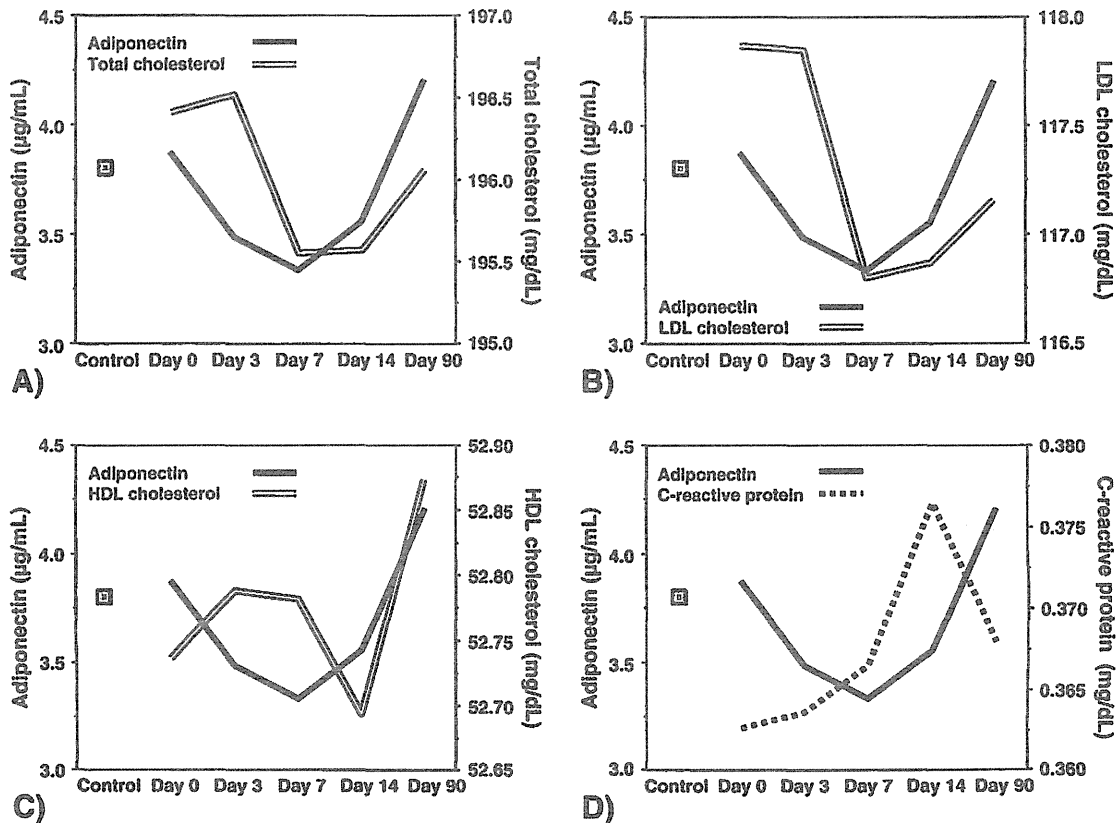 4.5
4.0
3.5
3.0
Adiponectin (µg/mL)
Adiponectin
Total cholesterol
197.0
196.5
196.0
195.5
195.0
Total cholesterol (mg/dL)
Control Day 0 Day 3 Day 7 Day 14 Day 90
A)
4.5
4.0
3.5
3.0
Adiponectin (µg/mL)
Adiponectin
LDL cholesterol
118.0
117.5
117.0
116.5
LDL cholesterol (mg/dL)
Control Day 0 Day 3 Day 7 Day 14 Day 90
B)
4.5
4.0
3.5
3.0
Adiponectin (µg/mL)
Adiponectin
HDL cholesterol
52.90
52.85
52.80
52.75
52.70
52.65
HDL cholesterol (mg/dL)
Control Day 0 Day 3 Day 7 Day 14 Day 90
C)
4.5
4.0
3.5
3.0
Adiponectin (µg/mL)
Adiponectin
C-reactive protein
0.380
0.375
0.370
0.365
0.360
C-reactive protein (mg/dL)
Control Day 0 Day 3 Day 7 Day 14 Day 90
D)